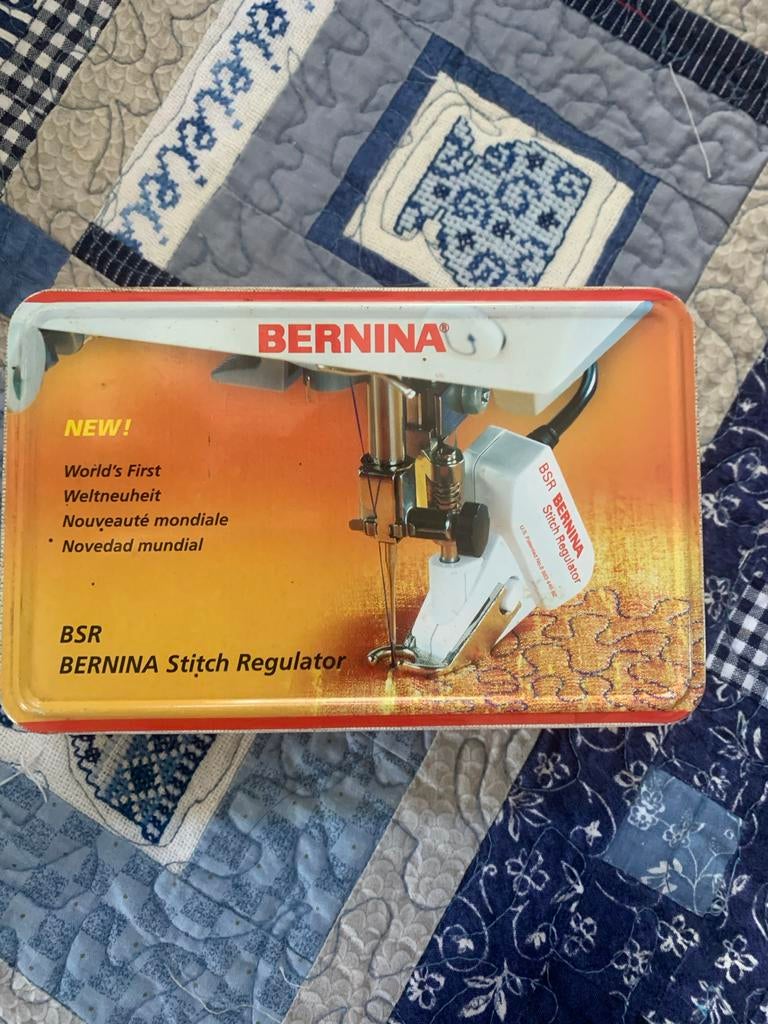 BERNINA®
NEW!
World's First
Weltneuheit
Nouveauté mondiale
Novedad mundial
BSR
BERNINA Stitch Regulator
BSR BERNINA
Stitch Regulator